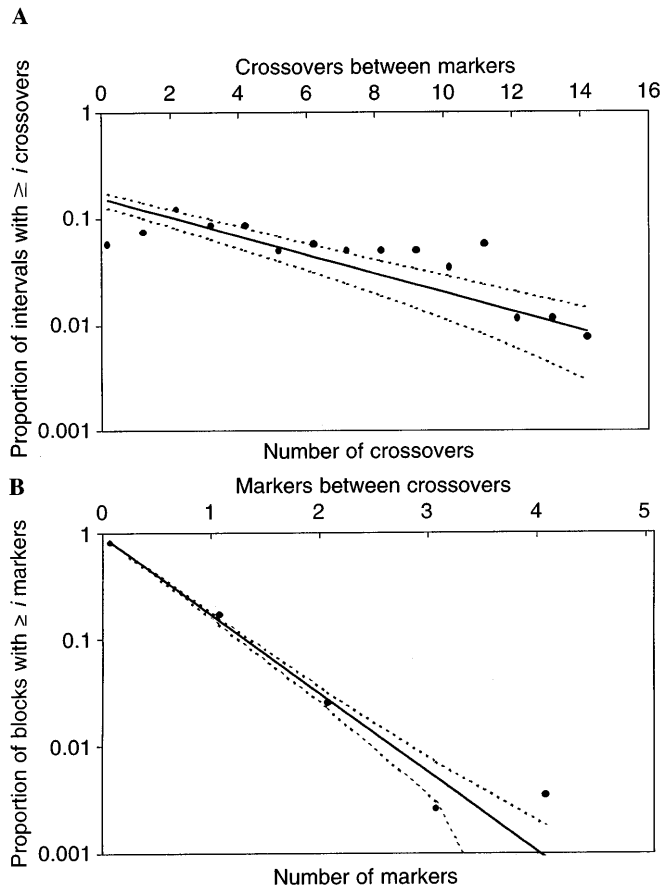 A
Crossovers between markers
0 2 4 6 8 10 12 14 16
Proportion of intervals with ≥ i crossovers
1
0.1
0.01
0.001
Number of crossovers
B
Markers between crossovers
0 1 2 3 4 5
Proportion of blocks with ≥ i markers
1
0.1
0.01
0.001
Number of markers